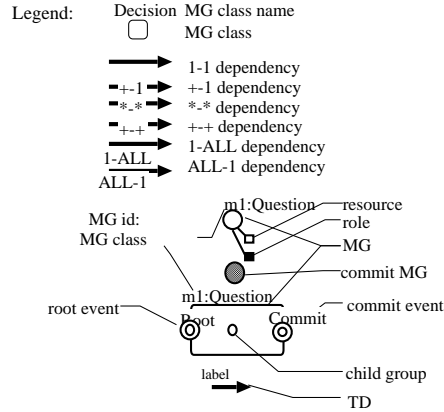 Legend: Decision MG class name
MG class
1-1 dependency
+-1 +-1 dependency
*-* *-* dependency
+-+ +-+ dependency
1-ALL 1-ALL dependency
ALL-1 ALL-1 dependency
m1:Question resource
MG id: role
MG class MG
commit MG
m1:Question
root event Root Commit commit event
child group
label
TD